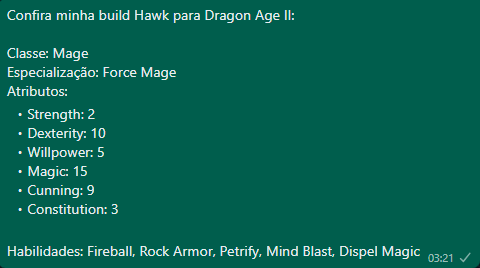 Confira minha build Hawk para Dragon Age II:
Classe: Mage
Especialização: Force Mage
Atributos:
• Strength: 2
• Dexterity: 10
• Willpower: 5
• Magic: 15
• Cunning: 9
• Constitution: 3
Habilidades: Fireball, Rock Armor, Petrify, Mind Blast, Dispel Magic
03:21